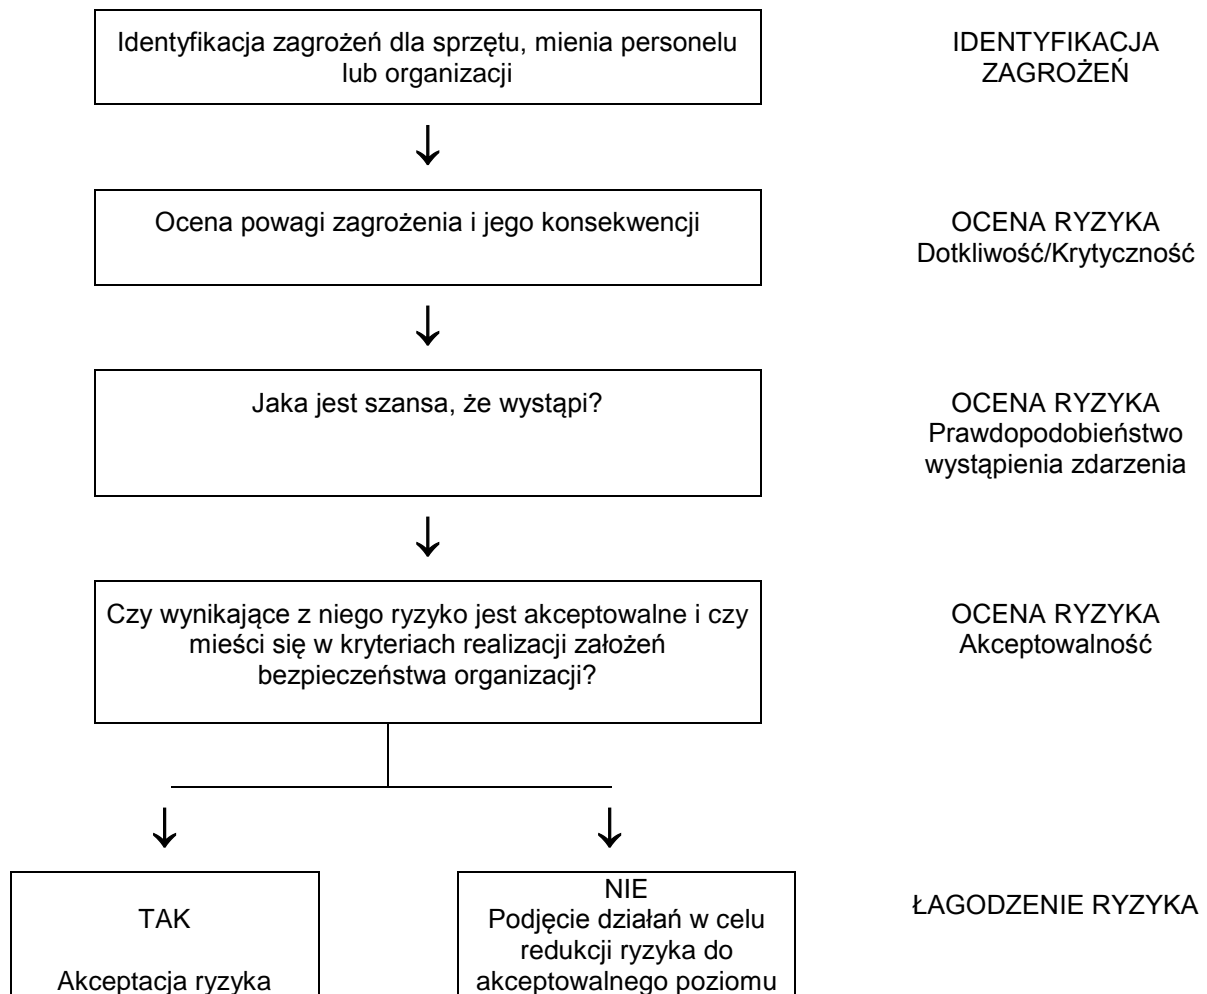 Identyfikacja zagrożeń dla sprzętu, mienia personelu
lub organizacji
IDENTYFIKACJA
ZAGROŻEŃ
Ocena powagi zagrożenia i jego konsekwencji
OCENA RYZYKA
Dotkliwość/Krytyczność
Jaka jest szansa, że wystąpi?
OCENA RYZYKA
Prawdopodobieństwo
wystąpienia zdarzenia
Czy wynikające z niego ryzyko jest akceptowalne i czy
mieści się w kryteriach realizacji założeń
bezpieczeństwa organizacji?
OCENA RYZYKA
Akceptowalność
TAK
Akceptacja ryzyka
NIE
Podjęcie działań w celu
redukcji ryzyka do
akceptowalnego poziomu
ŁAGODZENIE RYZYKA